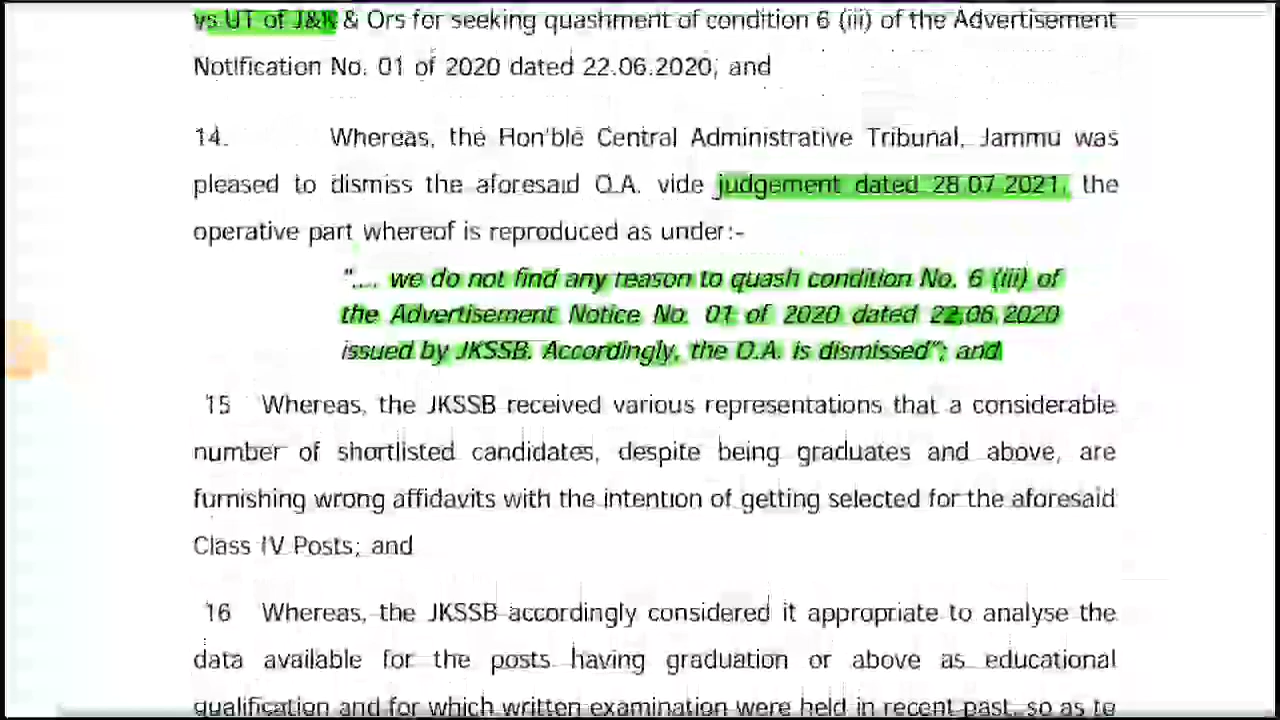 vs UT of J&K & Ors for seeking quashment of condition 6 (iii) of the Advertisement
Notification No. 01 of 2020 dated 22.06.2020; and
14. Whereas, the Hon'ble Central Administrative Tribunal, Jammu was
pleased to dismiss the aforesaid O.A. vide judgement dated 28.07.2021, the
operative part whereof is reproduced as under:-
".... we do not find any reason to quash condition No. 6 (iii) of
the Advertisement Notice No. 01 of 2020 dated 22.06.2020
issued by JKSSB. Accordingly, the O.A. is dismissed"; and
15 Whereas, the JKSSB received various representations that a considerable
number of shortlisted candidates, despite being graduates and above, are
furnishing wrong affidavits with the intention of getting selected for the aforesaid
Class IV Posts; and
16 Whereas, the JKSSB accordingly considered it appropriate to analyse the
data available for the posts having graduation or above as educational
qualification and for which written examination were held in recent past, so as to